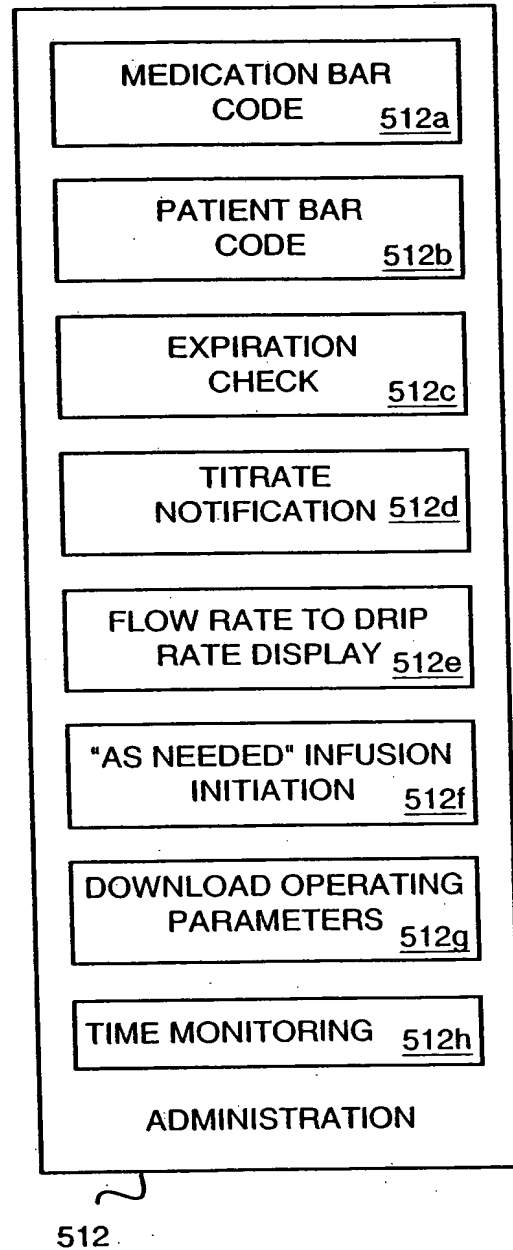 MEDICATION BAR
CODE 512a
PATIENT BAR
CODE 512b
EXPIRATION
CHECK 512c
TITRATE
NOTIFICATION 512d
FLOW RATE TO DRIP
RATE DISPLAY 512e
"AS NEEDED" INFUSION
INITIATION 512f
DOWNLOAD OPERATING
PARAMETERS 512g
TIME MONITORING 512h
ADMINISTRATION
512